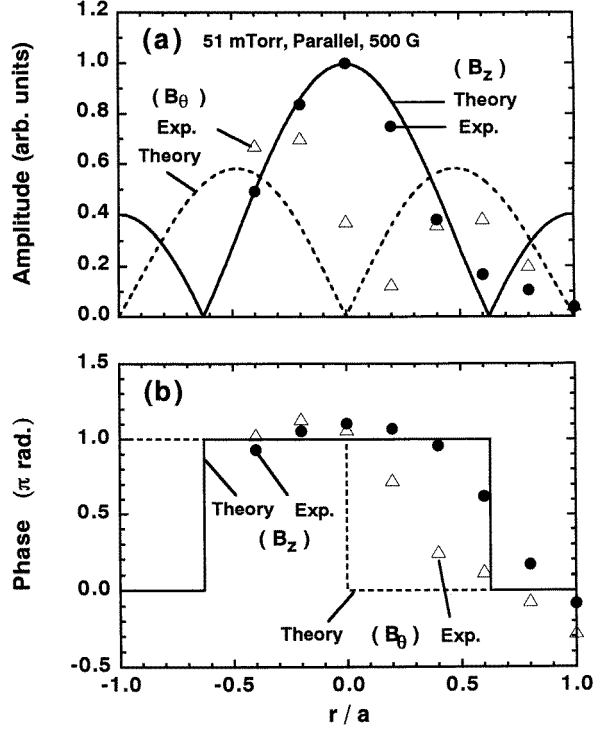 1.2
(a) 51 mTorr, Parallel, 500 G
1.0
( Bz )
( Bθ )
Theory
0.8
Exp.
Exp.
Theory
0.6
0.4
0.2
0.0
Amplitude (arb. units)
1.5
(b)
1.0
Theory Exp.
( Bz )
0.5
0.0
Theory ( Bθ ) Exp.
-0.5
Phase (π rad.)
-1.0 -0.5 0.0 0.5 1.0
r / a